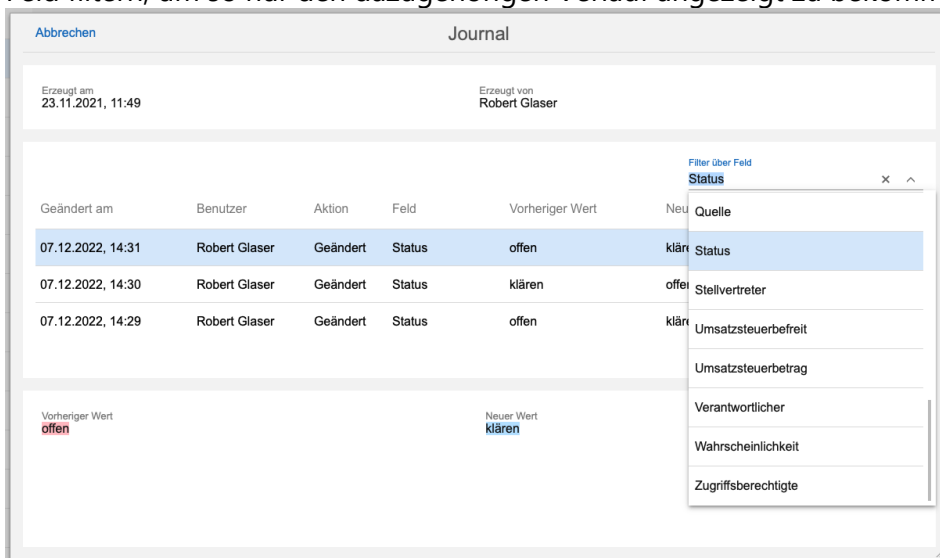 Feld filtern, um so nur den dazugehörigen Verlauf angezeigt zu
Abbrechen Journal
Erzeugt am Erzeugt von
23.11.2021, 11:49 Robert Glaser
Filter über Feld
Status
Geändert am Benutzer Aktion Feld Vorheriger Wert Neu
07.12.2022, 14:31 Robert Glaser Geändert Status offen kläre
07.12.2022, 14:30 Robert Glaser Geändert Status klären offe
07.12.2022, 14:29 Robert Glaser Geändert Status offen kläre
Quelle
Status
Stellvertreter
Umsatzsteuerbefreit
Umsatzsteuerbetrag
Verantwortlicher
Wahrscheinlichkeit
Zugriffsberechtigte
Vorheriger Wert Neuer Wert
offen klären